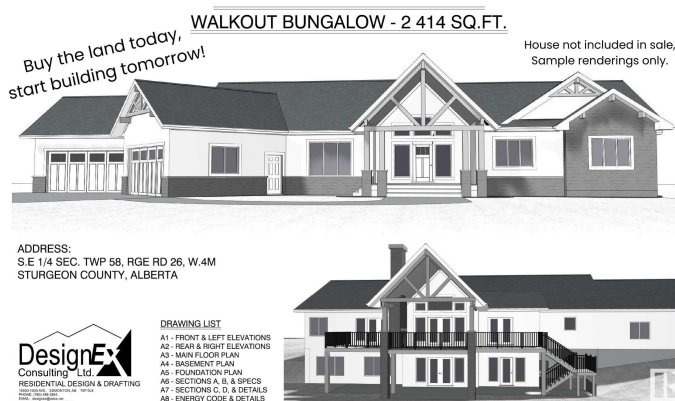 WALKOUT BUNGALOW - 2 414 SQ.FT.
Buy the land today,
start building tomorrow!
House not included in sale,
Sample renderings only.
ADDRESS:
S.E 1/4 SEC. TWP 58, RGE RD 26, W.4M
STURGEON COUNTY, ALBERTA
DRAWING LIST
A1 - FRONT & LEFT ELEVATIONS
A2 - REAR & RIGHT ELEVATIONS
A3 - MAIN FLOOR PLAN
A4 - BASEMENT PLAN
A5 - FOUNDATION PLAN
A6 - SECTIONS A, B, & SPECS
A7 - SECTIONS C, D, & DETAILS
A8 - ENERGY CODE & DETAILS
DesignEx
Consulting Ltd.
RESIDENTIAL DESIGN & DRAFTING